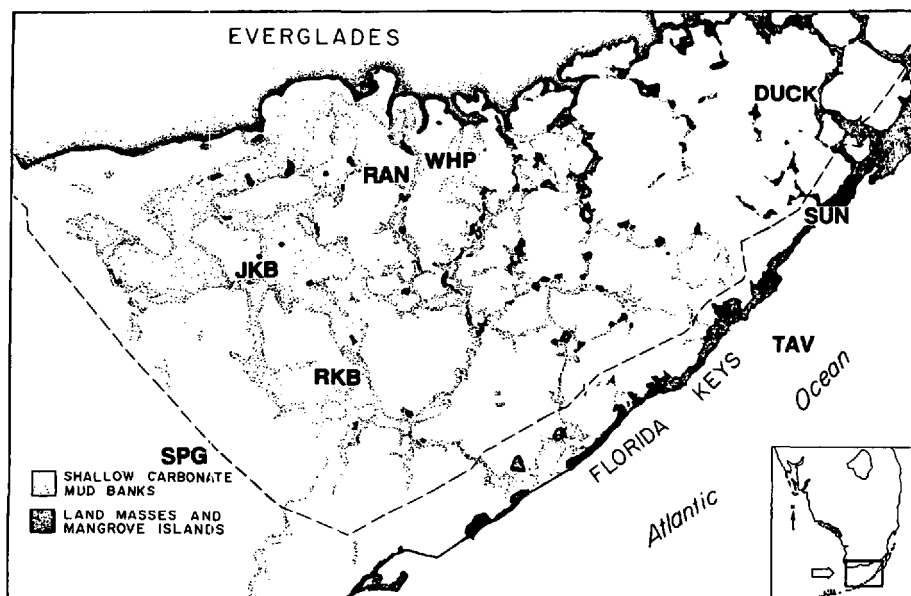 EVERGLADES
DUCK
WHP
RAN
SUN
JKB
TAV
RKB
Ocean
KEYS
FLORIDA
SPG
SHALLOW CARBONATE
MUD BANKS
LAND MASSES AND
MANGROVE ISLANDS
Atlantic